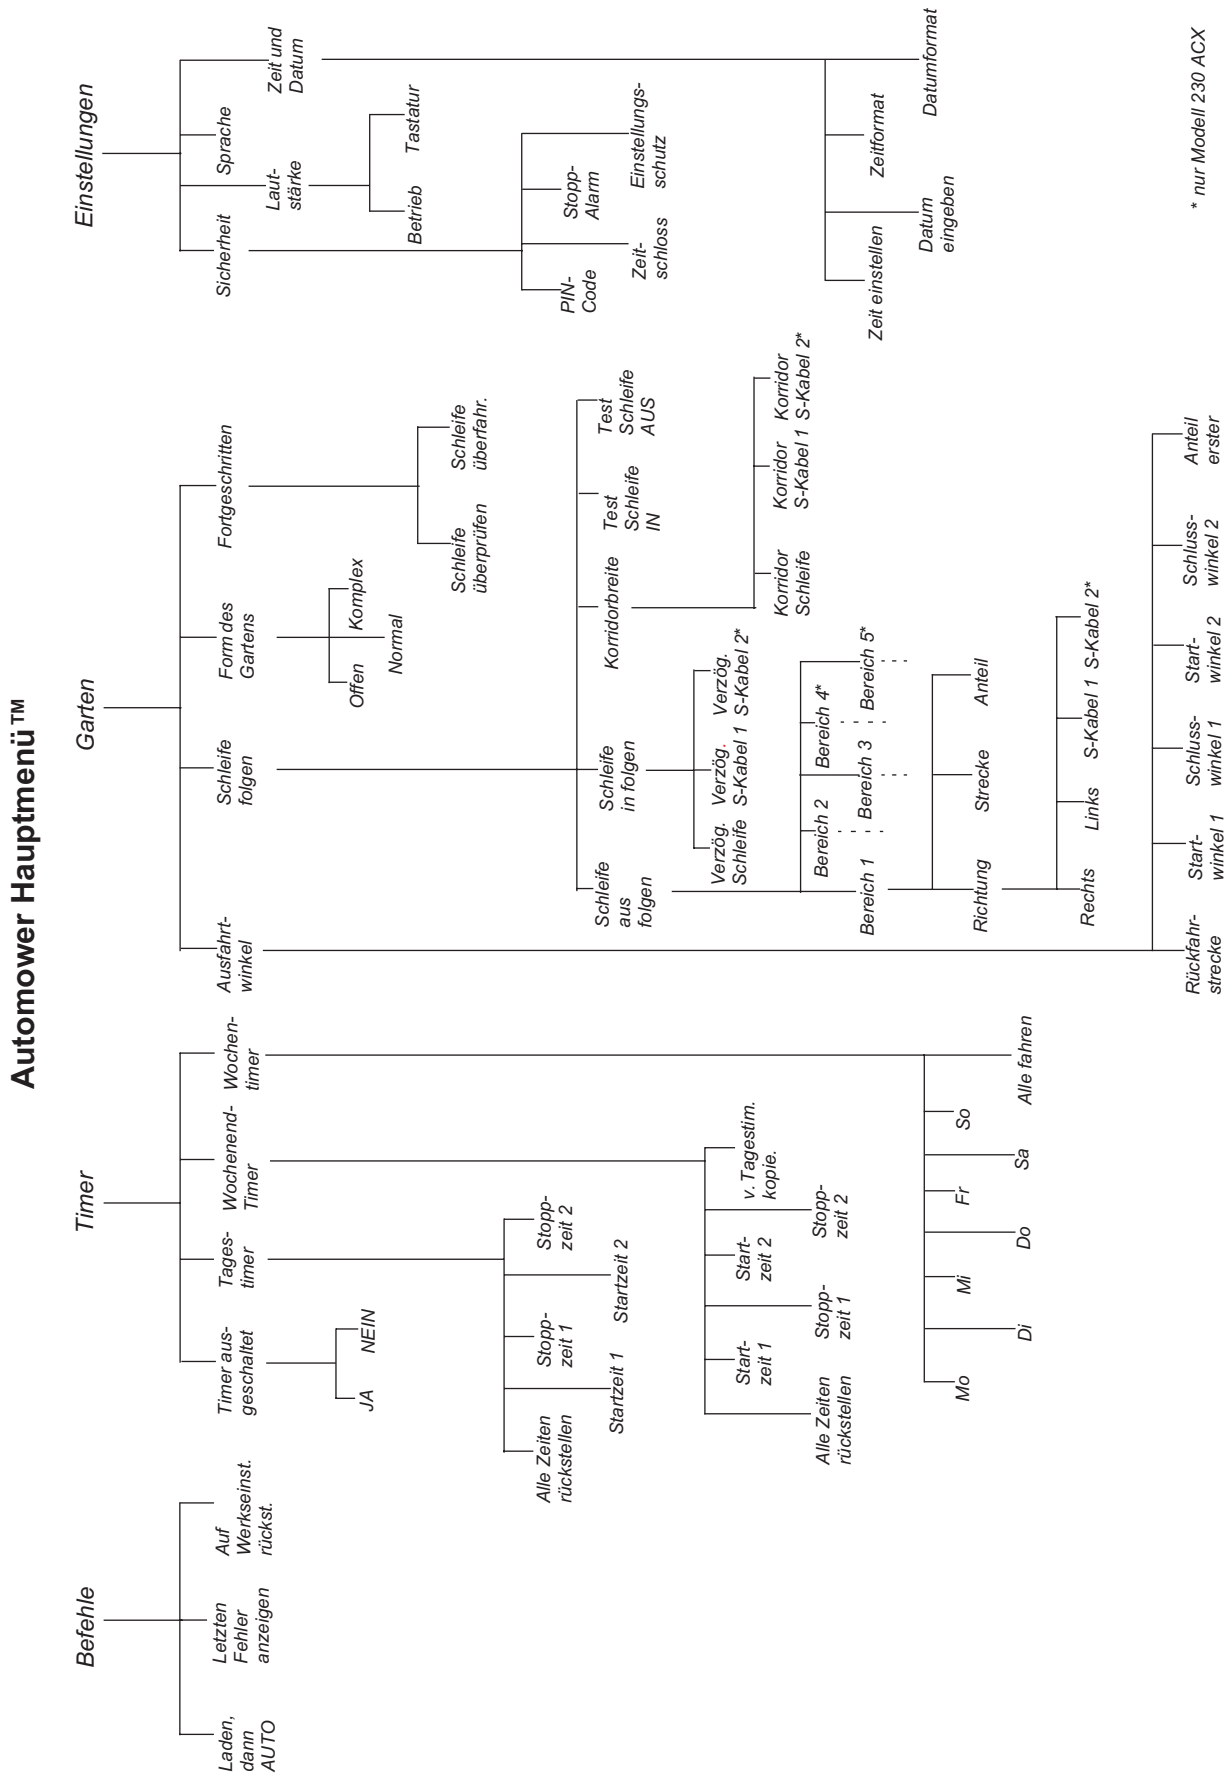 Automower Hauptmenü™
Befehle
Laden,
dann
AUTO
Letzten
Fehler
anzeigen
Auf
Werkseinst.
rückst.
Timer
Timer aus-
geschaltet
JA
NEIN
Tages-
timer
Alle Zeiten
rückstellen
Startzeit 1
Stopp-
zeit 1
Startzeit 2
Stopp-
zeit 2
Wochenend-
Timer
Alle Zeiten
rückstellen
Start-
zeit 1
Stopp-
zeit 1
Start-
zeit 2
Stopp-
zeit 2
v. Tagestim.
kopie.
Wochen-
timer
Mo
Di
Mi
Do
Fr
Sa
So
Alle fahren
Garten
Ausfahrt-
winkel
Rückfahr-
strecke
Start-
winkel 1
Schluss-
winkel 1
Start-
winkel 2
Schluss-
winkel 2
Anteil
erster
Schleife
folgen
Schleife
aus
folgen
Bereich 1
Bereich 2
Bereich 3
Bereich 4*
Bereich 5*
Richtung
Strecke
Anteil
Rechts
Links
S-Kabel 1
S-Kabel 2*
Schleife
in folgen
Verzög.
Schleife
Verzög.
S-Kabel 1
Verzög.
S-Kabel 2*
Korridorbreite
Korridor
Schleife
Korridor
S-Kabel 1
Korridor
S-Kabel 2*
Test
Schleife
IN
Test
Schleife
AUS
Form des
Gartens
Offen
Normal
Komplex
Fortgeschritten
Schleife
überprüfen
Schleife
überfahr.
Einstellungen
Sicherheit
PIN-
Code
Zeit-
schloss
Stopp-
Alarm
Einstellungs-
schutz
Laut-
stärke
Betrieb
Tastatur
Sprache
Zeit und
Datum
Zeit einstellen
Datum
eingeben
Zeitformat
Datumformat
* nur Modell 230 ACX